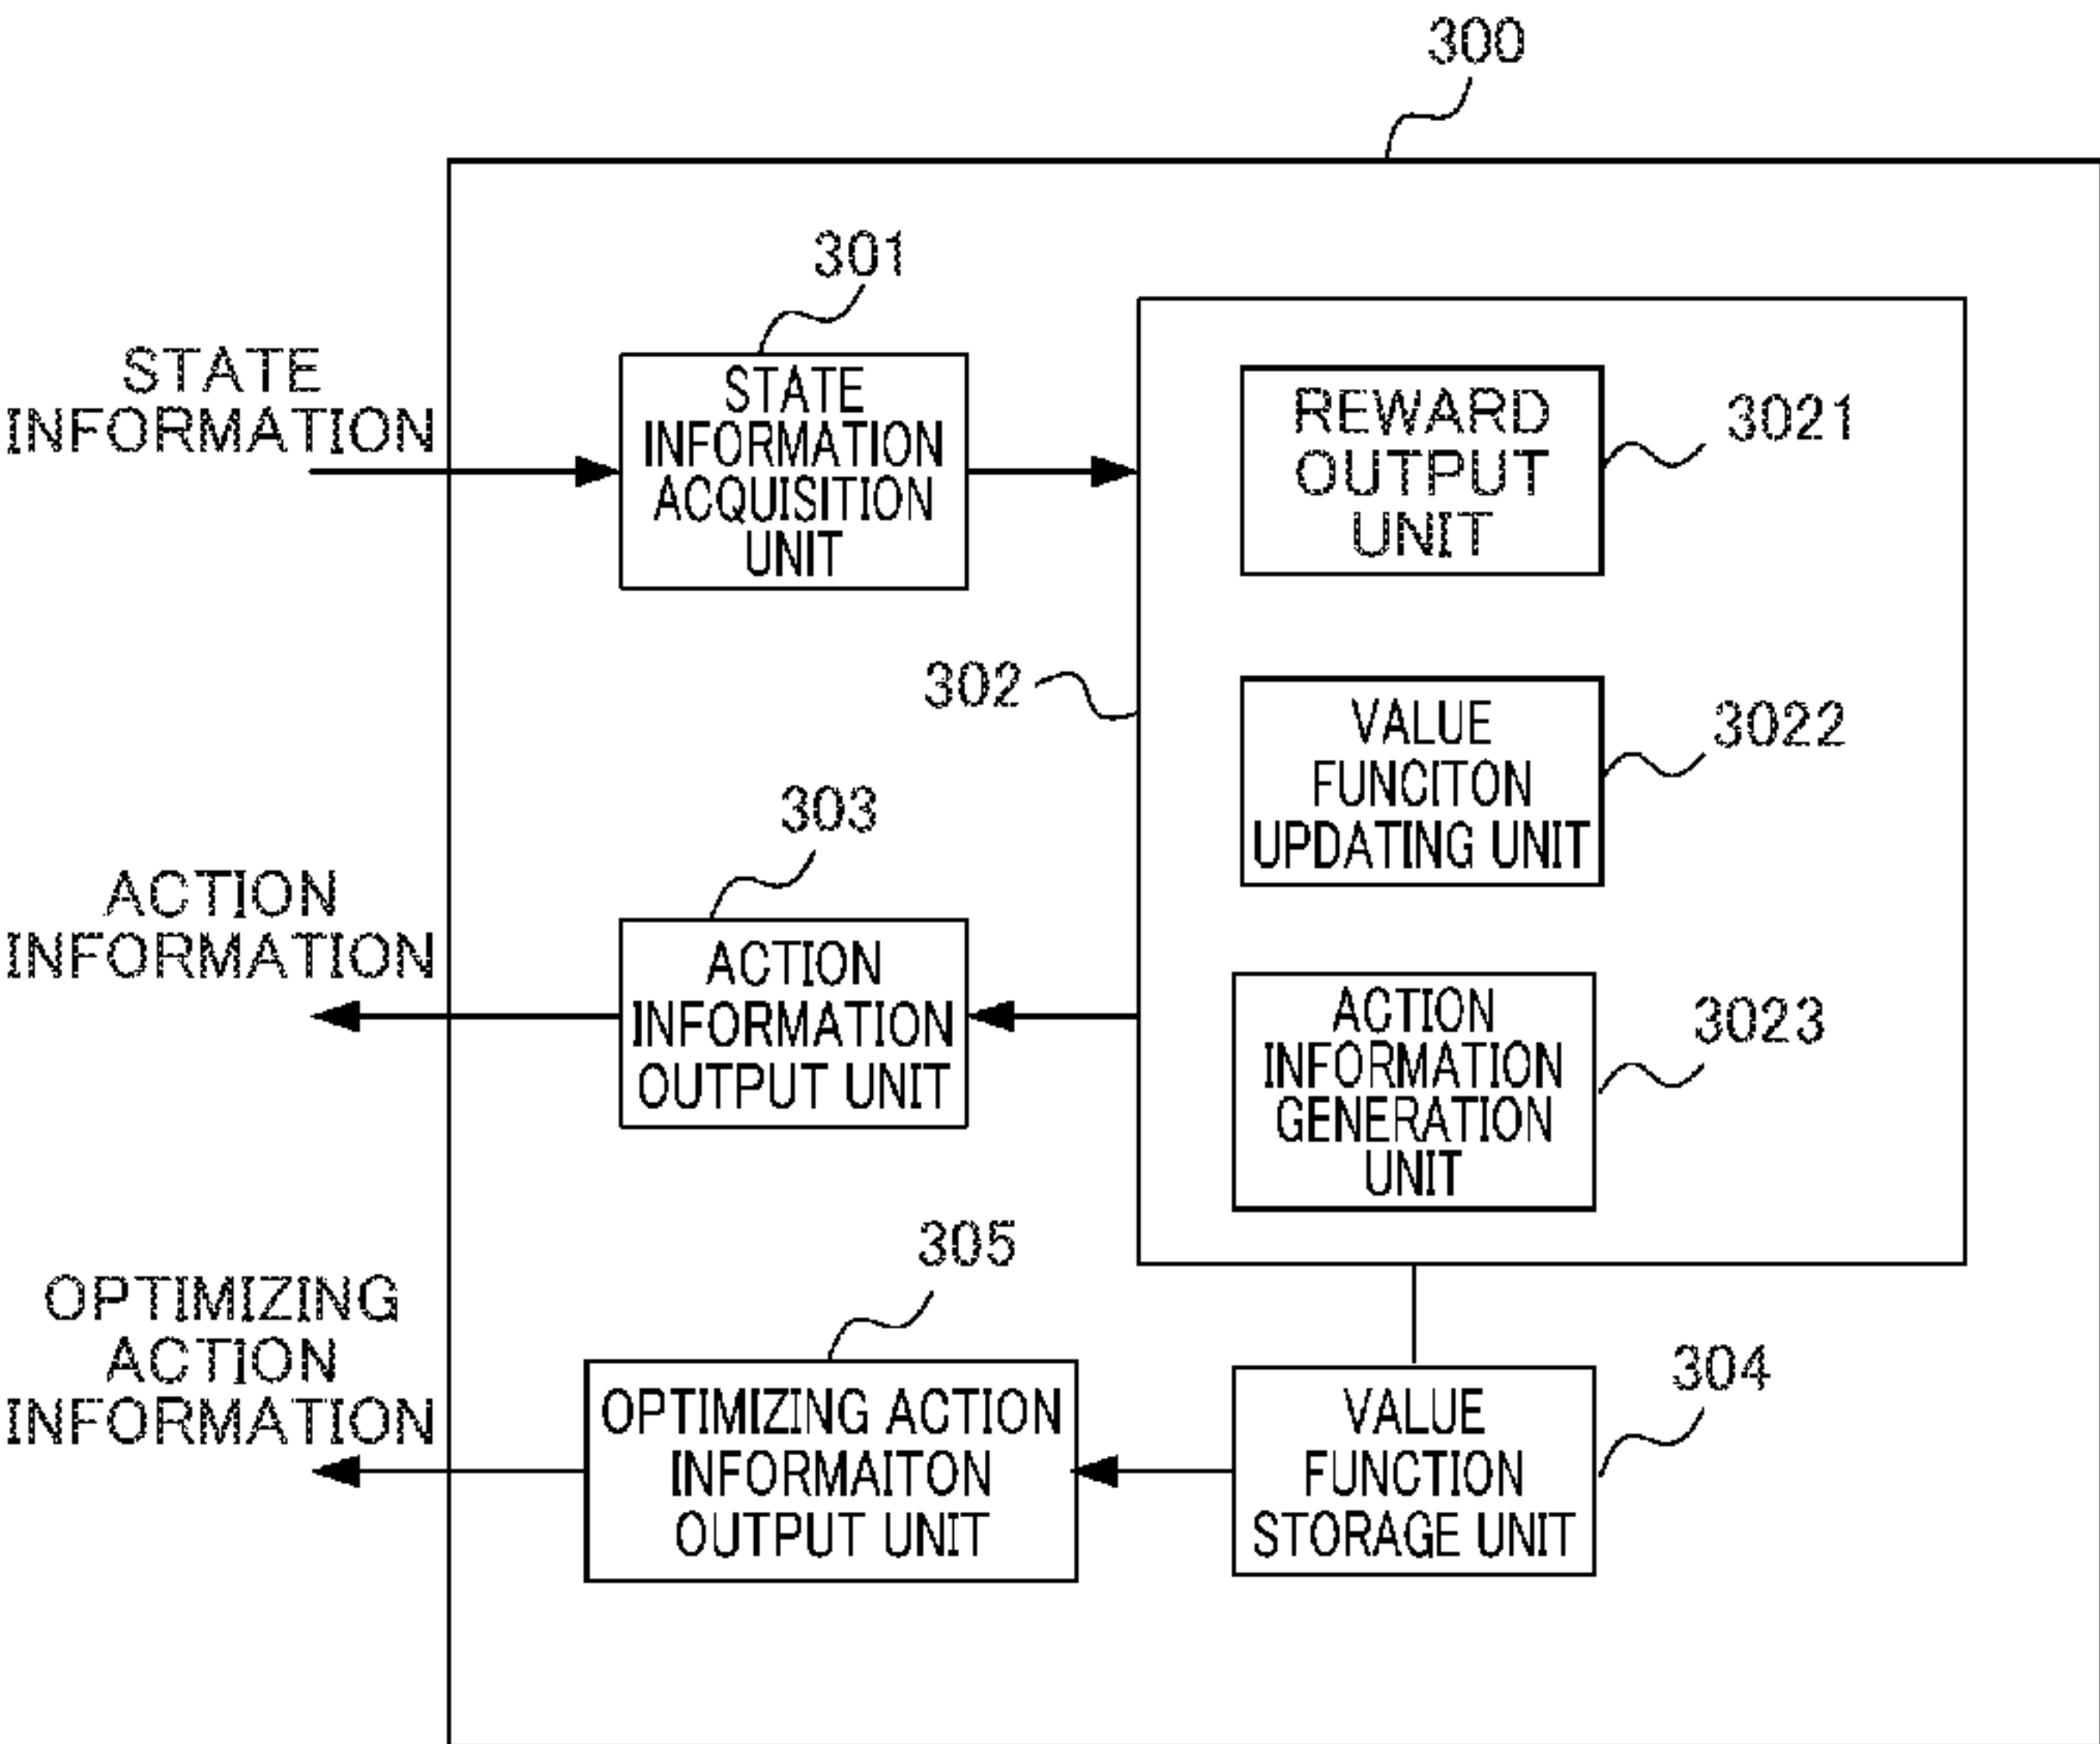 300
301
STATE
INFORMATION
STATE
INFORMATION
ACQUISITION
UNIT
REWARD
OUTPUT
UNIT
3021
302
VALUE
FUNCITON
UPDATING UNIT
3022
303
ACTION
INFORMATION
ACTION
INFORMATION
OUTPUT UNIT
ACTION
INFORMATION
GENERATION
UNIT
3023
305
OPTIMIZING
ACTION
INFORMATION
OPTIMIZING ACTION
INFORMAITON
OUTPUT UNIT
VALUE
FUNCTION
STORAGE UNIT
304